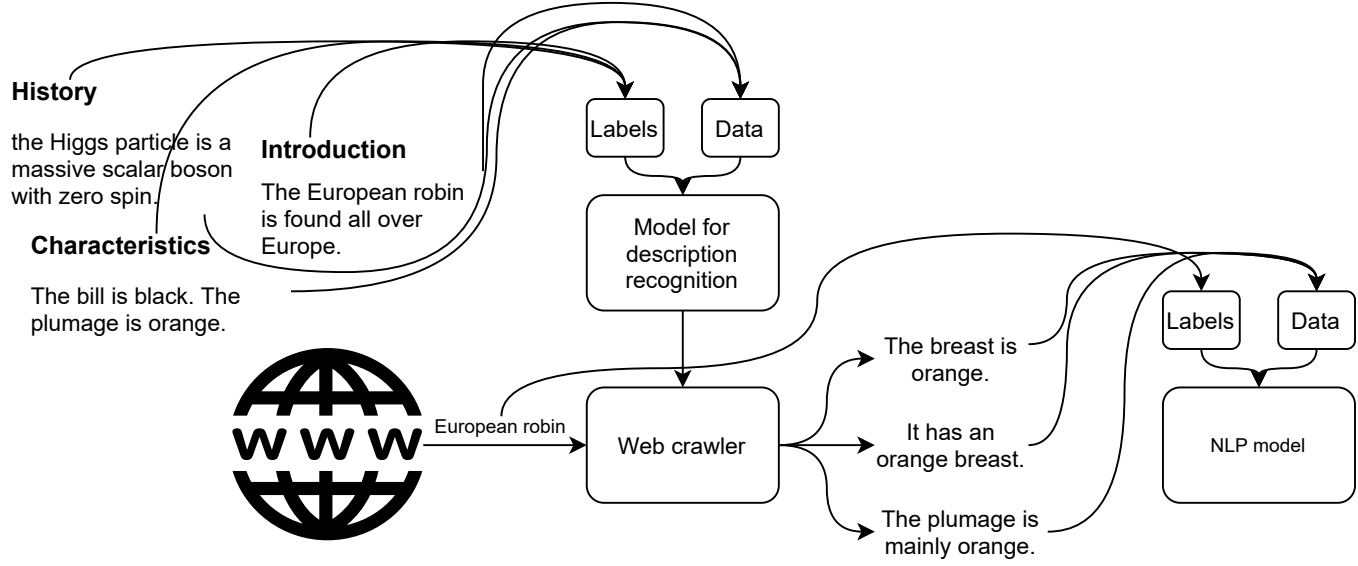 History
the Higgs particle is a
massive scalar boson
with zero spin.
Introduction
The European robin
is found all over
Europe.
Characteristics
The bill is black. The
plumage is orange.
Labels
Data
Model for
description
recognition
W W W
European robin
Web crawler
The breast is
orange.
It has an
orange breast.
The plumage is
mainly orange.
Labels
Data
NLP model